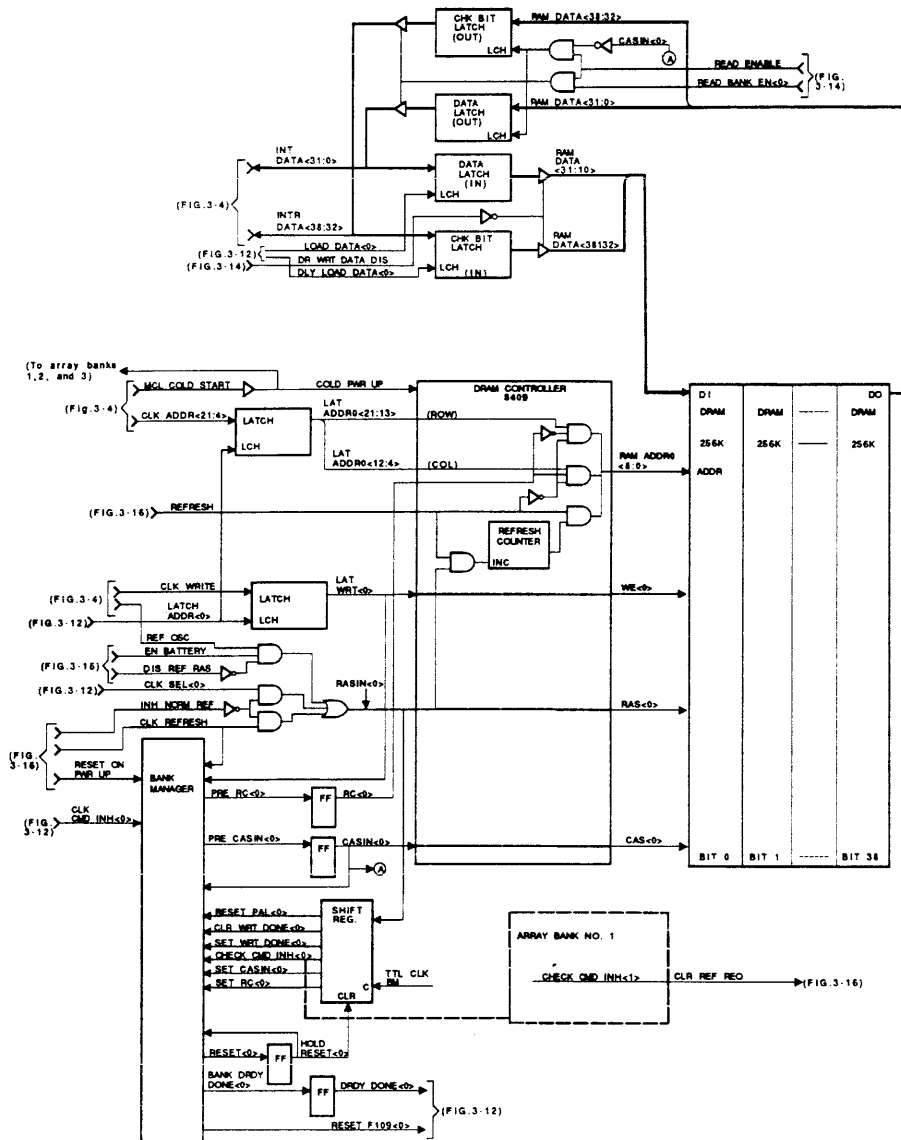 CHK BIT
LATCH
(OUT)
LCH
RAM DATA<38:32>
CASIN<0>
A
READ ENABLE
READ BANK EN<0>
(FIG.
3-14)
DATA
LATCH
(OUT)
LCH
RAM DATA<31:0>
INT
DATA<31:0>
DATA
LATCH
(IN)
LCH
RAM
DATA
<31:10>
(FIG.3-4)
INTR
DATA<38:32>
CHK BIT
LATCH
LCH
(IN)
RAM
DATA<38132>
(FIG.3-12)
LOAD DATA<0>
(FIG.3-14)
DR WRT DATA DIS
DLY LOAD DATA<0>
(To array banks
1,2, and 3)
MCL COLD START
COLD PWR UP
DRAM CONTROLLER
8409
(Fig.3-4)
CLK ADDR<21:4>
LATCH
LCH
LAT
ADDR0<21:13>
(ROW)
LAT
ADDR0<12:4>
(COL)
RAM ADDR0
<8:0>
DI
DO
DRAM
DRAM
-----
DRAM
256K
256K
256K
ADDR
(FIG.3-16)
REFRESH
REFRESH
COUNTER
INC
(FIG.3-4)
CLK WRITE
LATCH
LCH
LAT
WRT<0>
WE<0>
(FIG.3-12)
LATCH
ADDR<0>
REF OSC
(FIG.3-16)
EN BATTERY
DIS REF RAS
RASIN<0>
(FIG.3-12)
CLK SEL<0>
RAS<0>
INH NORM REF
CLK REFRESH
(FIG.
3-16)
RESET ON
PWR UP
BANK
MANAGER
PRE RC<0>
FF
RC<0>
(FIG.
3-12)
CLK
CMD INH<0>
PRE CASIN<0>
FF
CASIN<0>
CAS<0>
A
BIT 0
BIT 1
-----
BIT 38
RESET PAL<0>
CLR WRT DONE<0>
SET WRT DONE<0>
CHECK CMD INH<0>
SET CASIN<0>
SET RC<0>
SHIFT
REG.
C
CLR
TTL CLK
RM
ARRAY BANK NO. 1
CHECK CMD INH<1>
CLR REF REQ
(FIG.3-16)
RESET<0>
FF
HOLD
RESET<0>
BANK DRDY
DONE<0>
FF
DRDY DONE<0>
(FIG.3-12)
RESET F109<0>